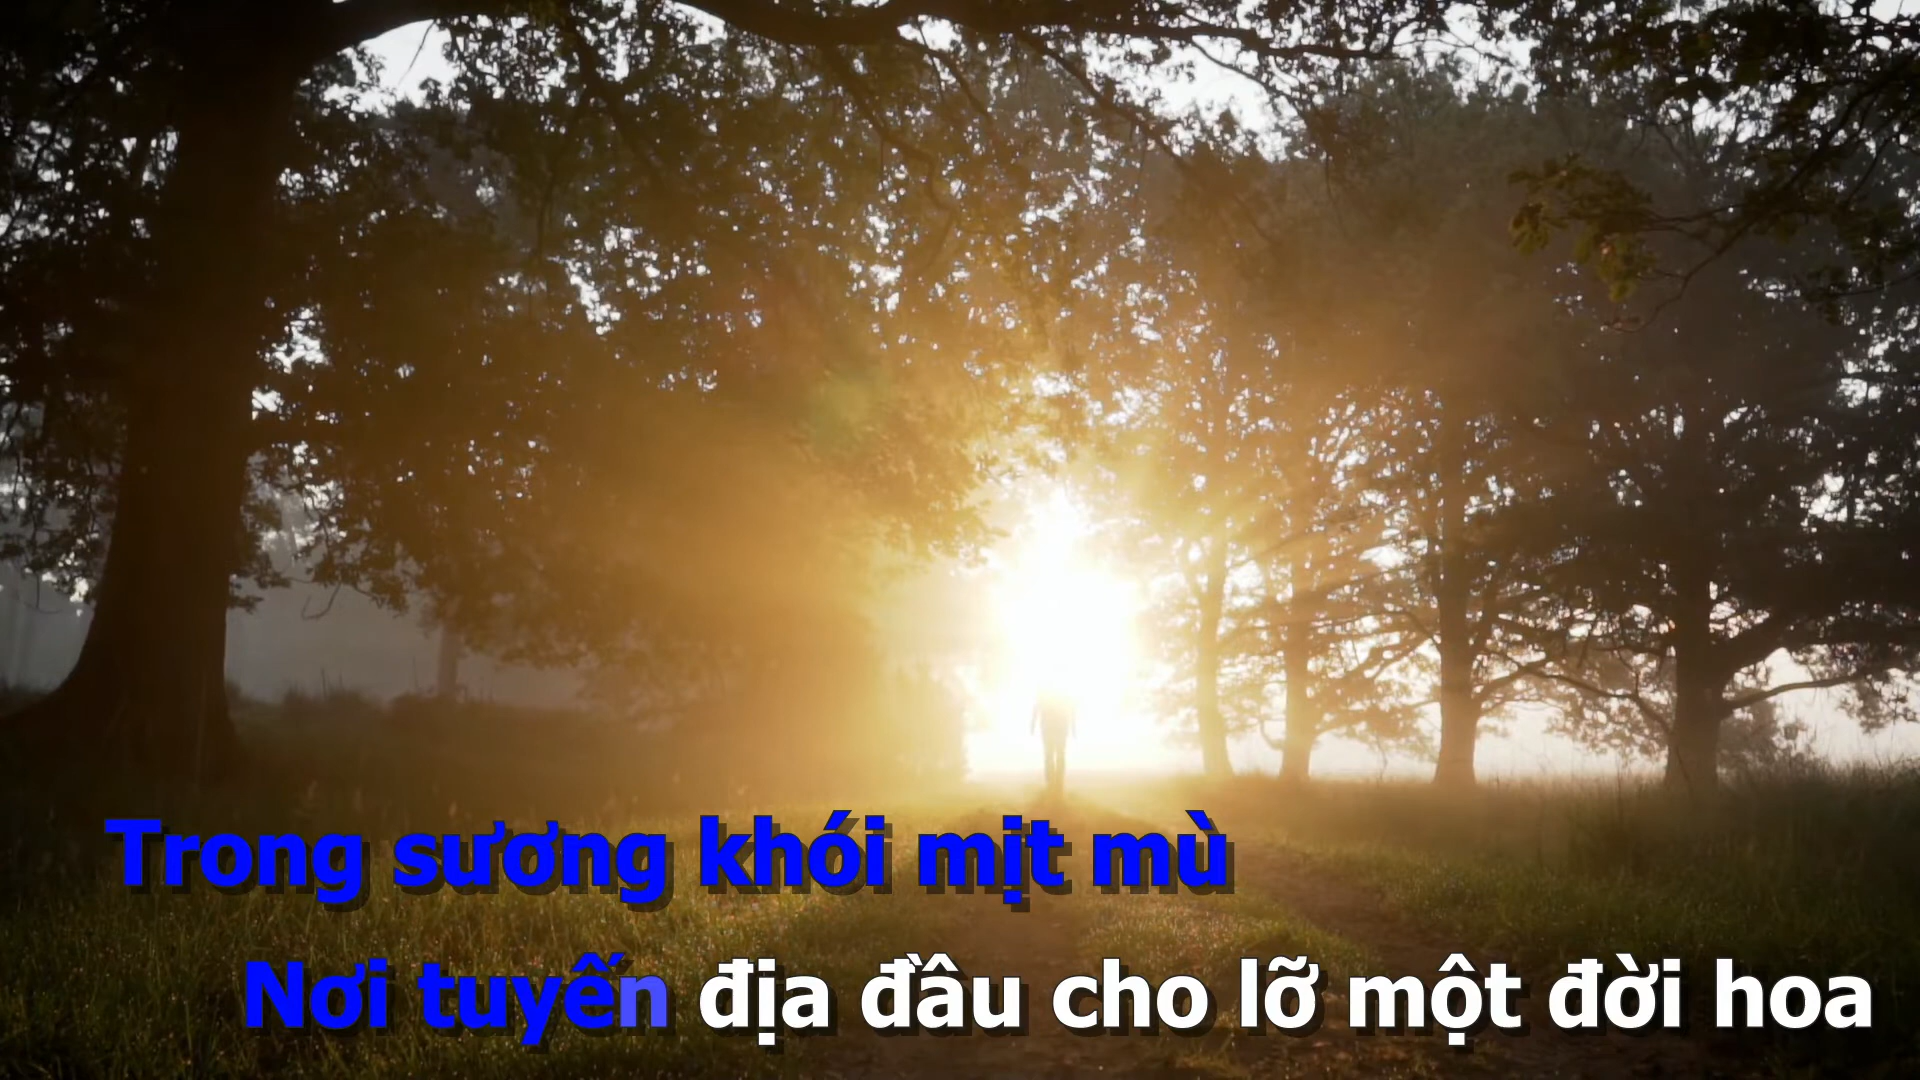 Trong sương khói mịt mù
Nơi tuyến địa đầu cho lỡ một đời hoa